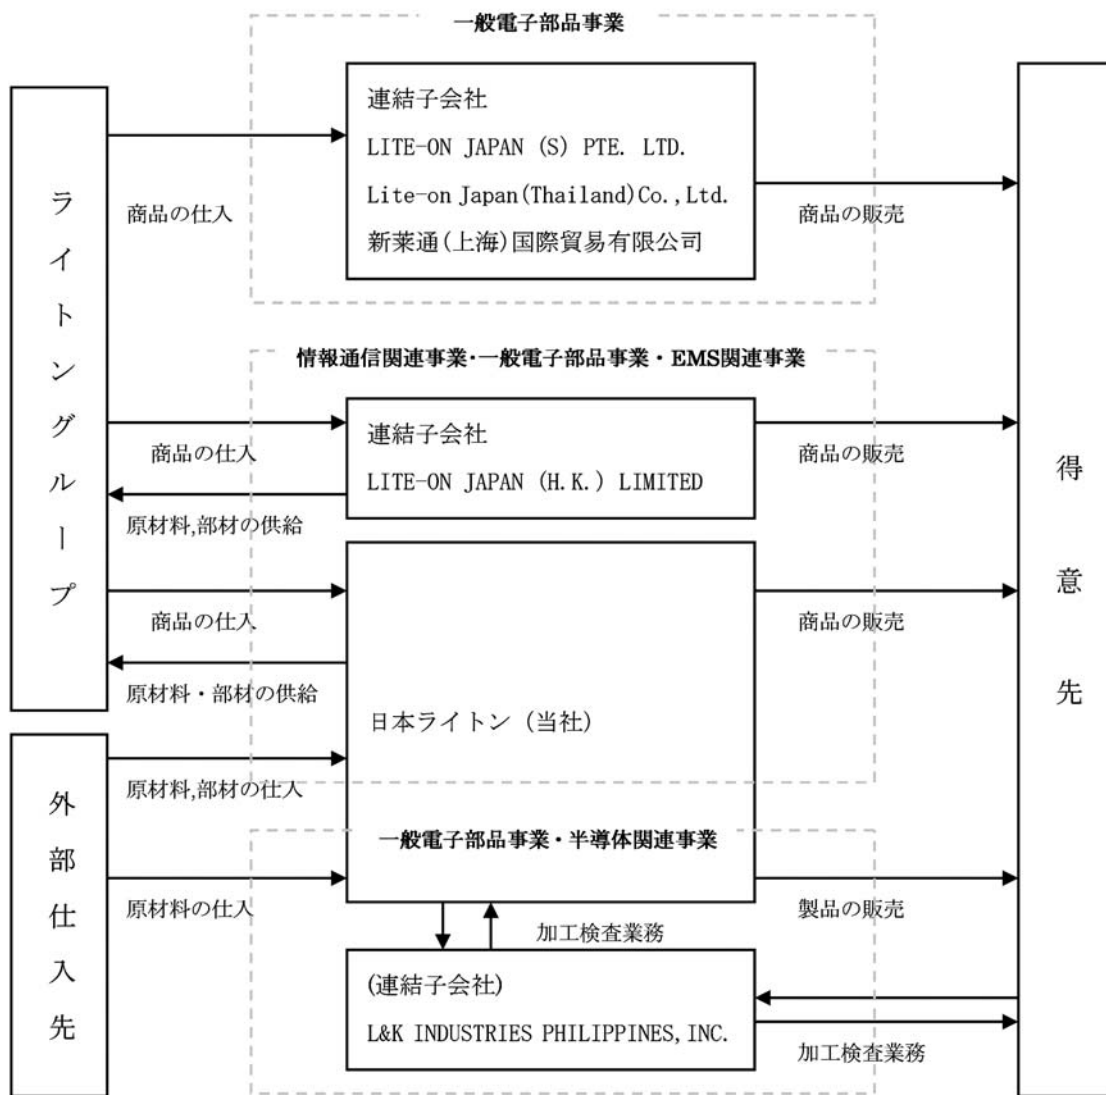 一般電子部品事業
連結子会社
LITE-ON JAPAN (S) PTE. LTD.
Lite-on Japan(Thailand)Co.,Ltd.
新莱通(上海)国際貿易有限公司
商品の仕入
商品の販売
ライトングループ
得意先
情報通信関連事業・一般電子部品事業・EMS関連事業
連結子会社
LITE-ON JAPAN (H.K.) LIMITED
商品の仕入
商品の販売
原材料,部材の供給
商品の仕入
商品の販売
原材料・部材の供給
日本ライトン (当社)
外部仕入先
原材料,部材の仕入
一般電子部品事業・半導体関連事業
原材料の仕入
製品の販売
加工検査業務
(連結子会社)
L&K INDUSTRIES PHILIPPINES, INC.
加工検査業務